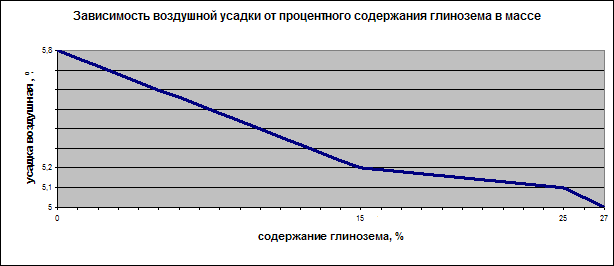 Зависимость воздушной усадки от процентного содержания глинозема в массе
усадка воздушная, %
5,8
5,2
5,1
5
0 15 25 27
содержание глинозема, %